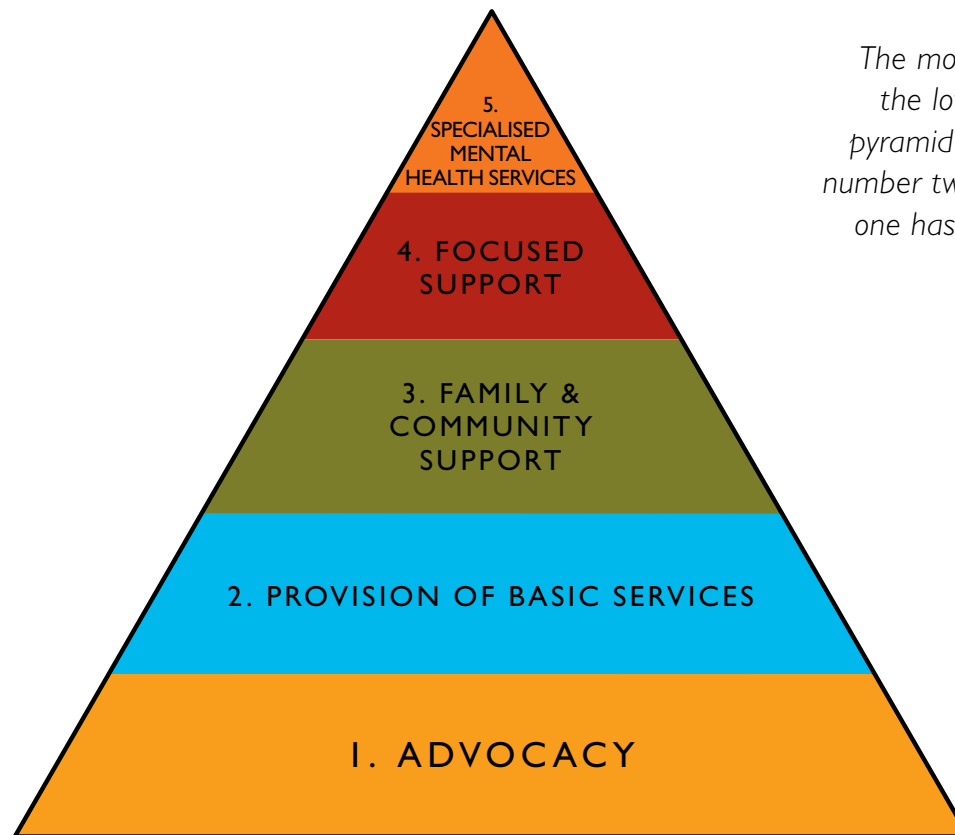 5.
SPECIALISED
MENTAL
HEALTH SERVICES
4. FOCUSED
SUPPORT
3. FAMILY &
COMMUNITY
SUPPORT
2. PROVISION OF BASIC SERVICES
1. ADVOCACY
The mo
the lo
pyramid
number tw
one has